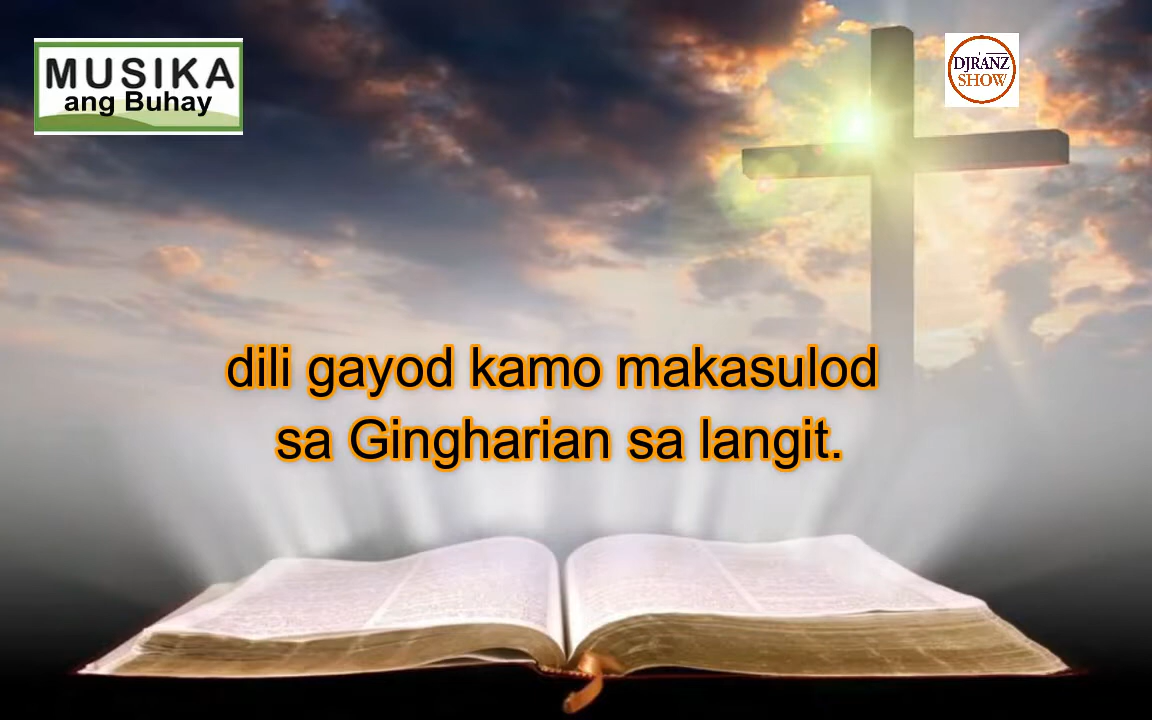 MUSIKA
ang Buhay
DJRANZ
SHOW
dili gayod kamo makasulod
sa Gingharian sa langit.